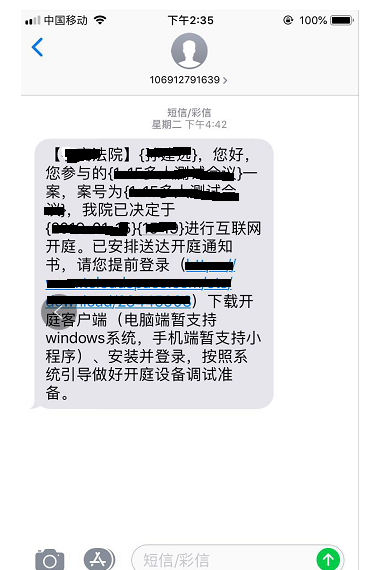 中国移动
下午2:35
100%
106912791639 >
短信/彩信
星期二 下午4:42
【法院】{}，您好，
您参与的{}一
案，案号为{
}，我院已决定于
{}{}进行互联网
开庭。已安排送达开庭通知
书，请您提前登录（
）下载开
庭客户端（电脑端暂支持
windows系统，手机端暂支持小
程序）、安装并登录，按照系
统引导做好开庭设备调试准
备。
短信/彩信